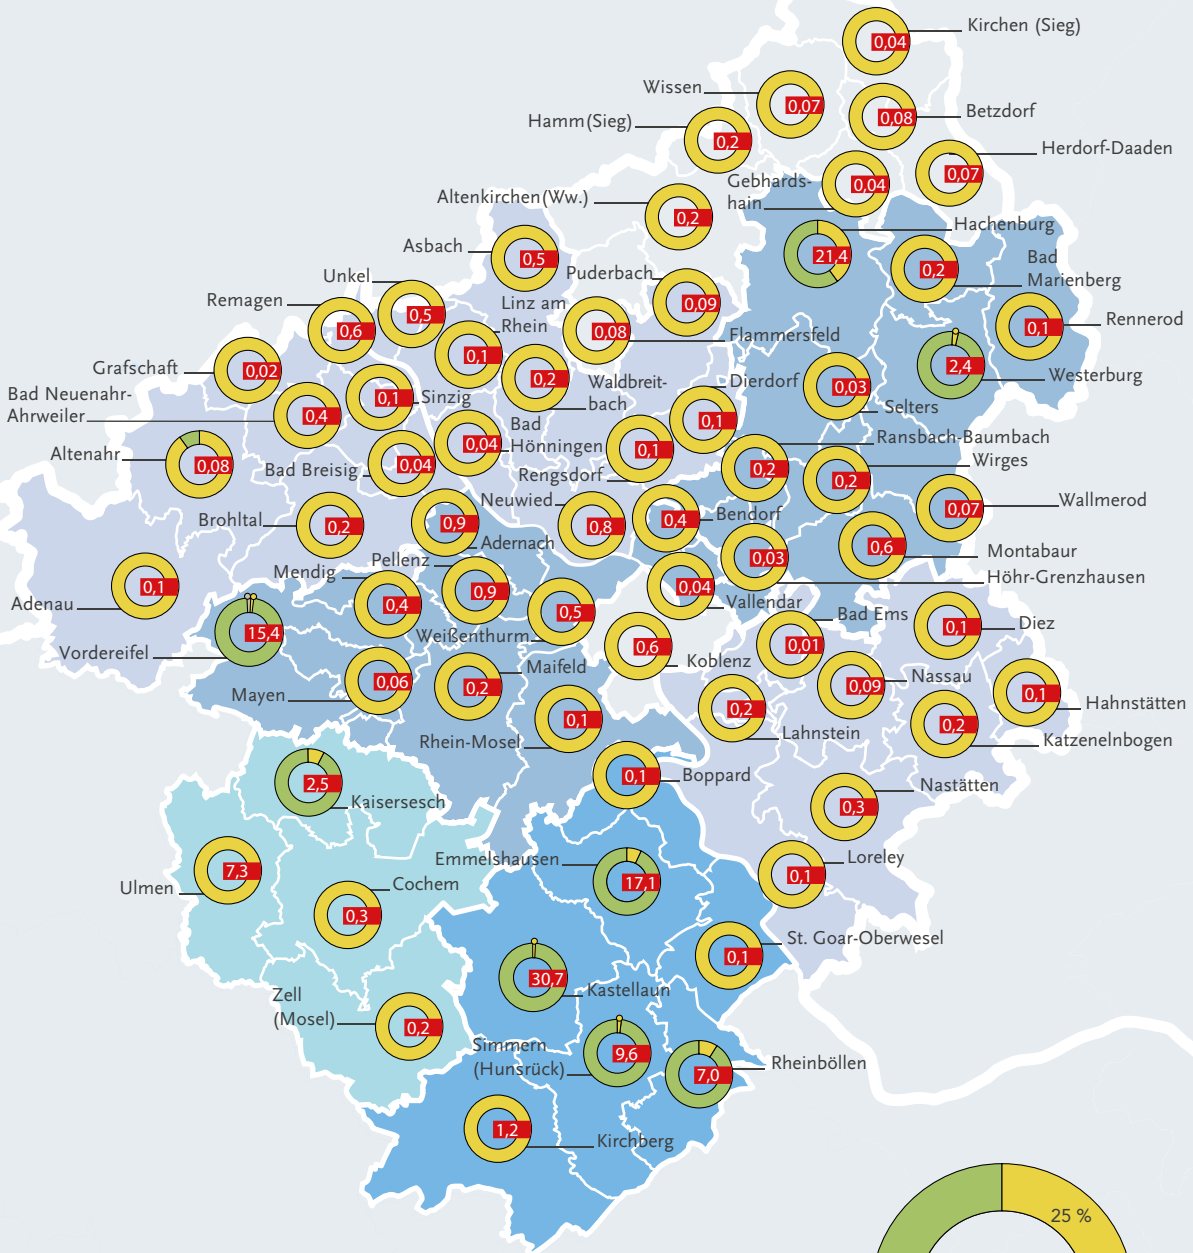 Kirchen (Sieg)
0,04
Wissen
0,07
Betzdorf
0,08
Hamm(Sieg)
0,2
Herdorf-Daaden
0,07
Gebhards-
hain
0,04
Altenkirchen(Ww.)
0,2
Hachenburg
21,4
Asbach
0,5
Bad
Marienberg
0,2
Puderbach
0,09
Unkel
0,5
Remagen
0,6
Linz am
Rhein
0,1
Flammersfeld
0,08
Rennerod
0,1
Westerburg
2,4
Grafschaft
0,02
Waldbreit-
bach
0,2
Dierdorf
0,1
Selters
0,03
Bad Neuenahr-
Ahrweiler
0,4
Sinzig
0,1
Bad
Hönningen
0,04
Ransbach-Baumbach
0,2
Altenahr
0,08
Bad Breisig
0,04
Rengsdorf
0,1
Wirges
0,2
Neuwied
0,8
Bendorf
0,4
Wallmerod
0,07
Brohltal
0,2
Adernach
0,9
Montabaur
0,6
Pellenz
0,9
Höhr-Grenzhausen
0,03
Mendig
0,4
Adenau
0,1
Vallendar
0,04
Weißenthurm
0,5
Bad Ems
0,01
Diez
0,1
Vordereifel
15,4
Koblenz
0,6
Maifeld
0,2
Nassau
0,09
Mayen
0,06
Hahnstätten
0,1
Rhein-Mosel
0,1
Lahnstein
0,2
Katzenelnbogen
0,2
Boppard
0,1
Kaisersesch
2,5
Nastätten
0,3
Emmelshausen
17,1
Loreley
0,1
Ulmen
7,3
Cochem
0,3
St. Goar-Oberwesel
0,1
Kastellaun
30,7
Zell
(Mosel)
0,2
Simmern
(Hunsrück)
9,6
Rheinböllen
7,0
Kirchberg
1,2
25 %